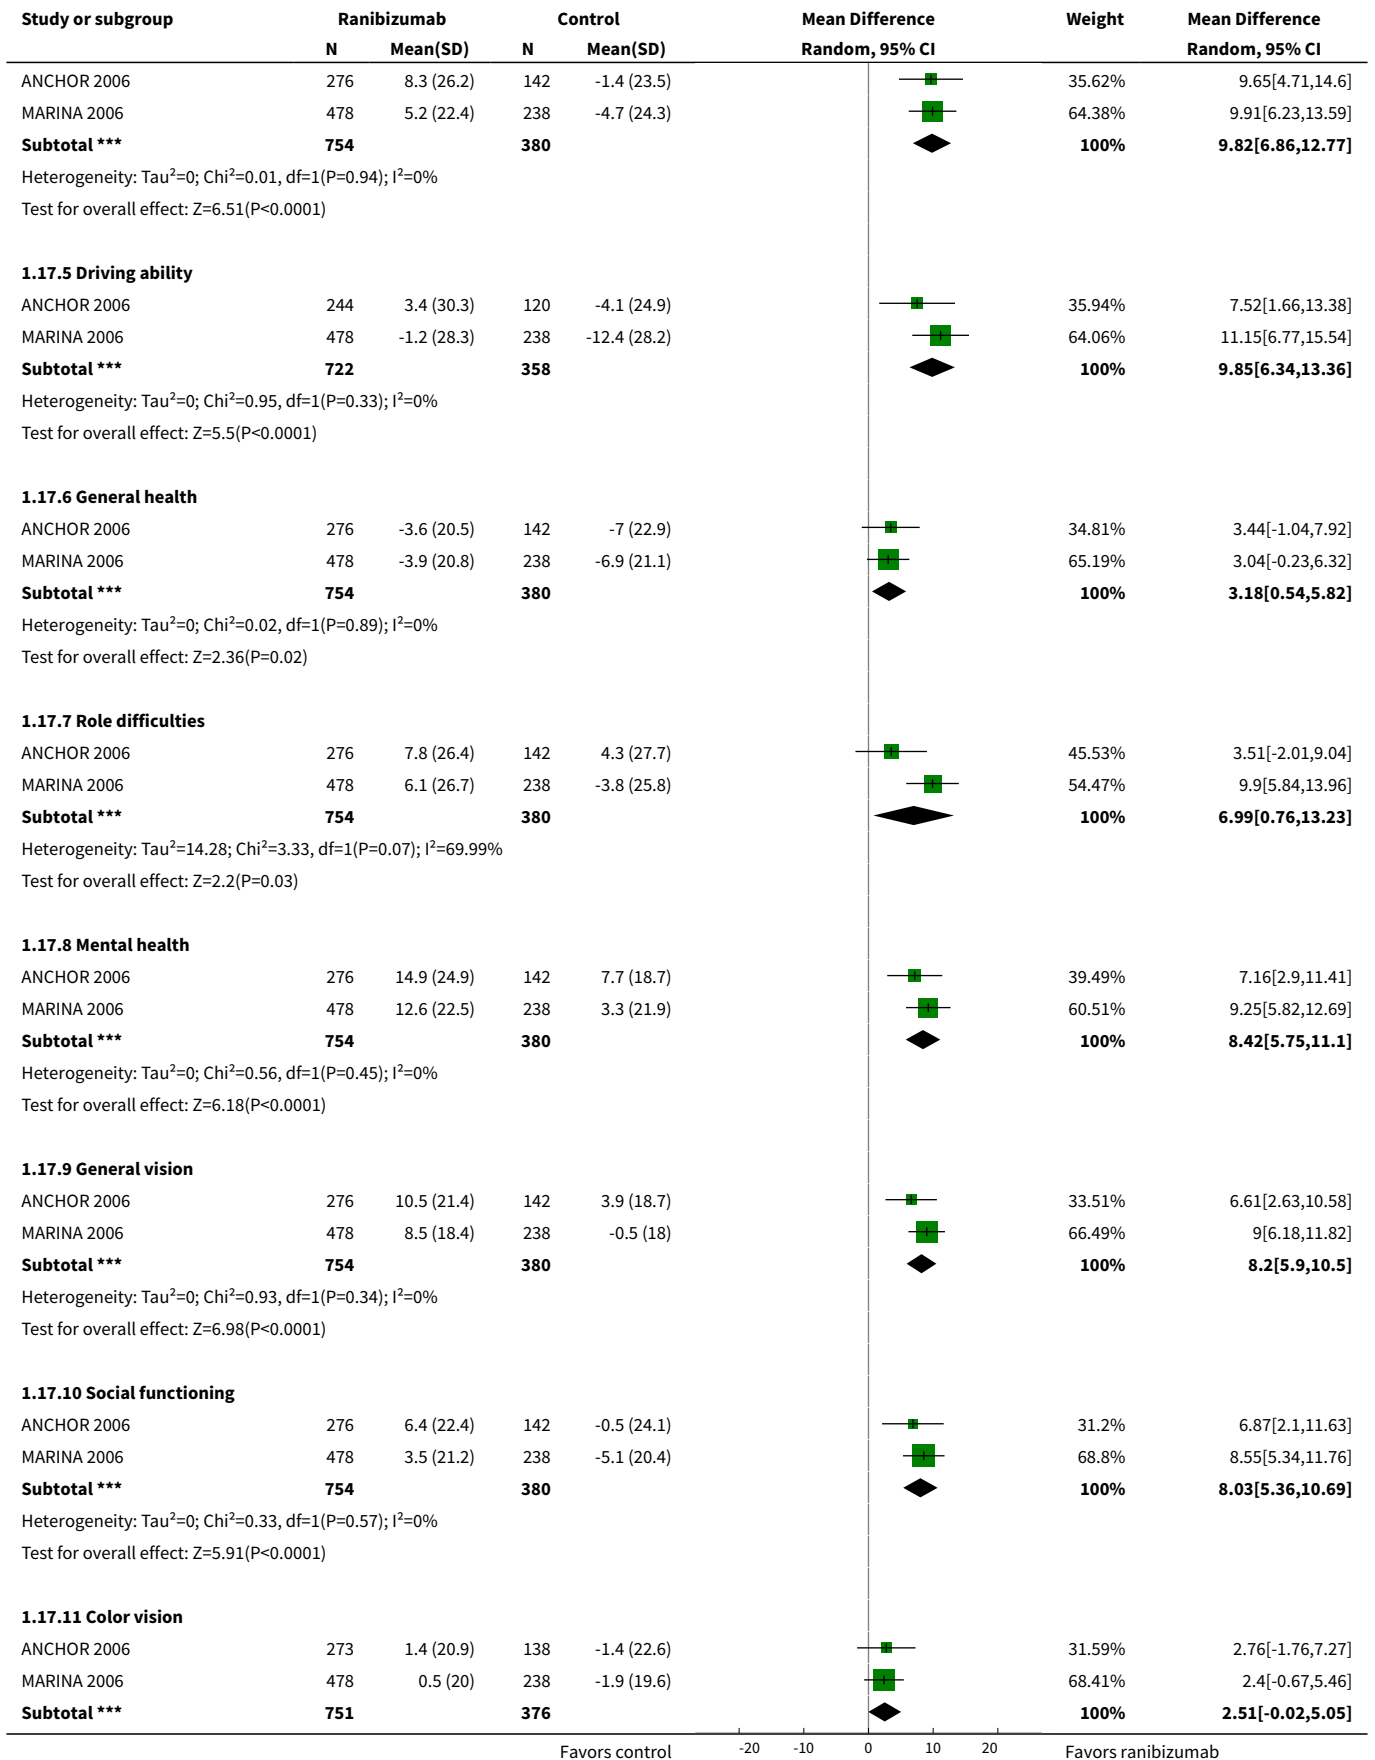 Study or subgroup Ranibizumab Control Mean Difference Weight Mean Difference
N Mean(SD) N Mean(SD) Random, 95% CI Random, 95% CI
ANCHOR 2006 276 8.3 (26.2) 142 -1.4 (23.5) 35.62% 9.65[4.71,14.6]
MARINA 2006 478 5.2 (22.4) 238 -4.7 (24.3) 64.38% 9.91[6.23,13.59]
Subtotal *** 754 380 100% 9.82[6.86,12.77]
Heterogeneity: Tau²=0; Chi²=0.01, df=1(P=0.94); I²=0%
Test for overall effect: Z=6.51(P<0.0001)
1.17.5 Driving ability
ANCHOR 2006 244 3.4 (30.3) 120 -4.1 (24.9) 35.94% 7.52[1.66,13.38]
MARINA 2006 478 -1.2 (28.3) 238 -12.4 (28.2) 64.06% 11.15[6.77,15.54]
Subtotal *** 722 358 100% 9.85[6.34,13.36]
Heterogeneity: Tau²=0; Chi²=0.95, df=1(P=0.33); I²=0%
Test for overall effect: Z=5.5(P<0.0001)
1.17.6 General health
ANCHOR 2006 276 -3.6 (20.5) 142 -7 (22.9) 34.81% 3.44[-1.04,7.92]
MARINA 2006 478 -3.9 (20.8) 238 -6.9 (21.1) 65.19% 3.04[-0.23,6.32]
Subtotal *** 754 380 100% 3.18[0.54,5.82]
Heterogeneity: Tau²=0; Chi²=0.02, df=1(P=0.89); I²=0%
Test for overall effect: Z=2.36(P=0.02)
1.17.7 Role difficulties
ANCHOR 2006 276 7.8 (26.4) 142 4.3 (27.7) 45.53% 3.51[-2.01,9.04]
MARINA 2006 478 6.1 (26.7) 238 -3.8 (25.8) 54.47% 9.9[5.84,13.96]
Subtotal *** 754 380 100% 6.99[0.76,13.23]
Heterogeneity: Tau²=14.28; Chi²=3.33, df=1(P=0.07); I²=69.99%
Test for overall effect: Z=2.2(P=0.03)
1.17.8 Mental health
ANCHOR 2006 276 14.9 (24.9) 142 7.7 (18.7) 39.49% 7.16[2.9,11.41]
MARINA 2006 478 12.6 (22.5) 238 3.3 (21.9) 60.51% 9.25[5.82,12.69]
Subtotal *** 754 380 100% 8.42[5.75,11.1]
Heterogeneity: Tau²=0; Chi²=0.56, df=1(P=0.45); I²=0%
Test for overall effect: Z=6.18(P<0.0001)
1.17.9 General vision
ANCHOR 2006 276 10.5 (21.4) 142 3.9 (18.7) 33.51% 6.61[2.63,10.58]
MARINA 2006 478 8.5 (18.4) 238 -0.5 (18) 66.49% 9[6.18,11.82]
Subtotal *** 754 380 100% 8.2[5.9,10.5]
Heterogeneity: Tau²=0; Chi²=0.93, df=1(P=0.34); I²=0%
Test for overall effect: Z=6.98(P<0.0001)
1.17.10 Social functioning
ANCHOR 2006 276 6.4 (22.4) 142 -0.5 (24.1) 31.2% 6.87[2.1,11.63]
MARINA 2006 478 3.5 (21.2) 238 -5.1 (20.4) 68.8% 8.55[5.34,11.76]
Subtotal *** 754 380 100% 8.03[5.36,10.69]
Heterogeneity: Tau²=0; Chi²=0.33, df=1(P=0.57); I²=0%
Test for overall effect: Z=5.91(P<0.0001)
1.17.11 Color vision
ANCHOR 2006 273 1.4 (20.9) 138 -1.4 (22.6) 31.59% 2.76[-1.76,7.27]
MARINA 2006 478 0.5 (20) 238 -1.9 (19.6) 68.41% 2.4[-0.67,5.46]
Subtotal *** 751 376 100% 2.51[-0.02,5.05]
Favors control -20 -10 0 10 20 Favors ranibizumab